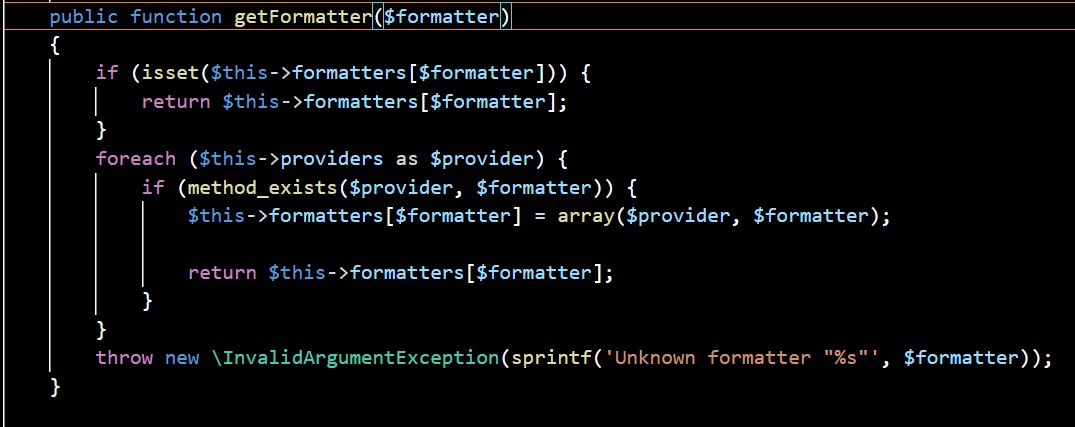 public function getFormatter($formatter)
{
if (isset($this->formatters[$formatter])) {
return $this->formatters[$formatter];
}
foreach ($this->providers as $provider) {
if (method_exists($provider, $formatter)) {
$this->formatters[$formatter] = array($provider, $formatter);
return $this->formatters[$formatter];
}
}
throw new \InvalidArgumentException(sprintf('Unknown formatter "%s"', $formatter));
}